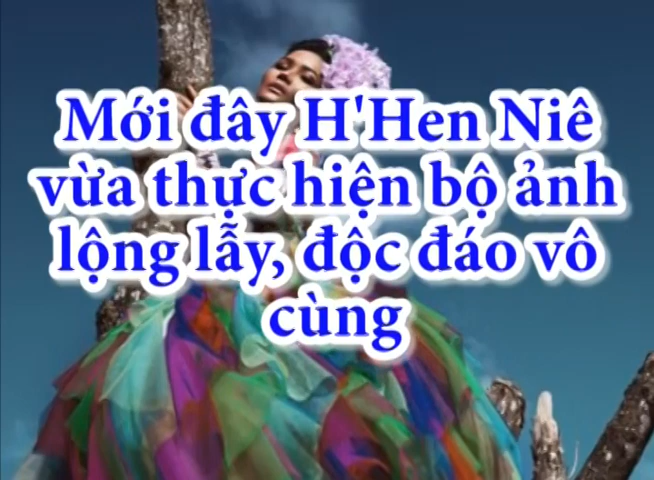 Mới đây H'Hen Niê
vừa thực hiện bộ ảnh
lộng lẫy, độc đáo vô
cùng